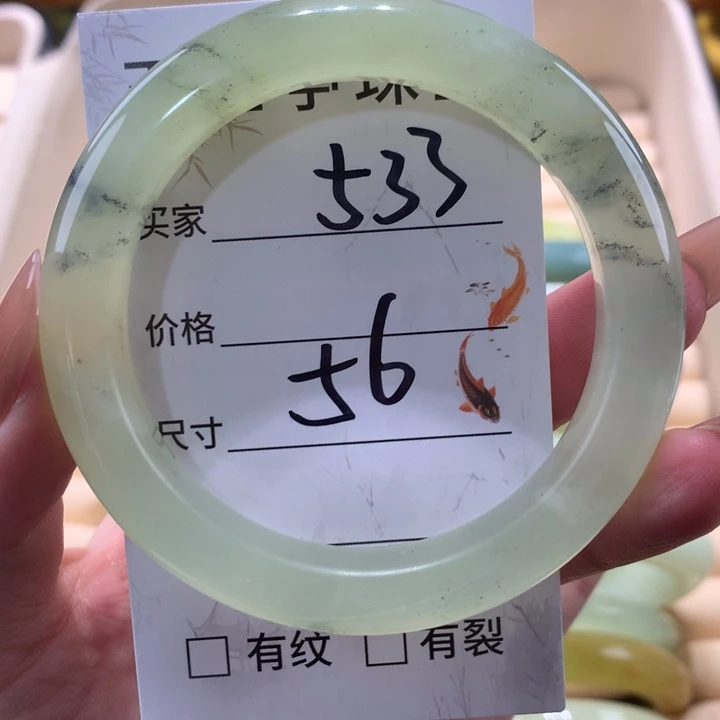 买家 533
价格
尺寸 56
有纹 有裂